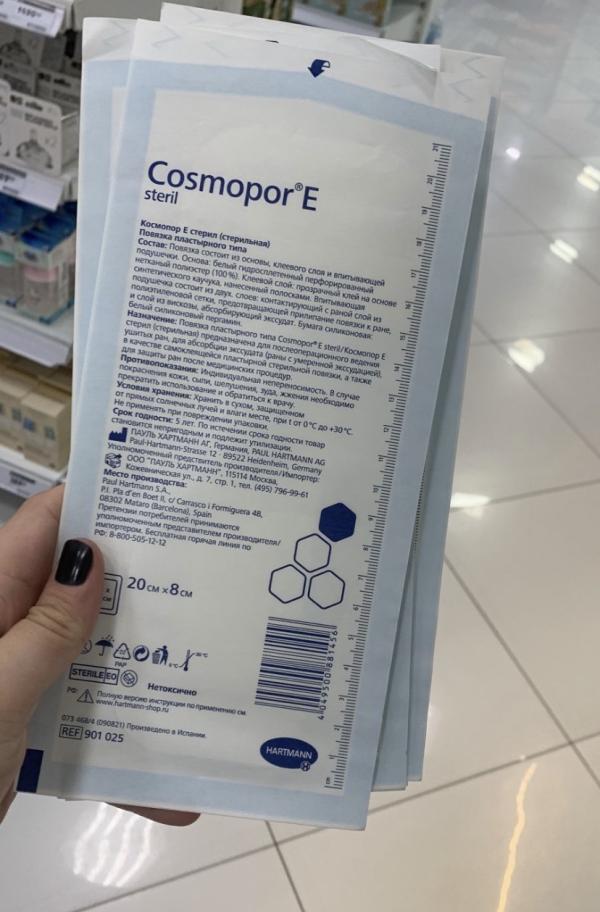 Cosmopor® E
steril
Космопор Е стерил (стерильная)
Повязка пластырного типа
Состав: Повязка состоит из основы, клеевого слоя и впитывающей
подушечки. Основа: белый гидросплетенный перфорированный
нетканый полиэстер (100%). Клеевой слой: прозрачный клей на основе
синтетического каучука, нанесенный полосками. Впитывающая
подушечка состоит из двух. слоев: контактирующий с раной слой из
полиэтиленовой сетки, предотвращающей прилипание повязки к ране,
и слой из вискозы, абсорбирующий экссудат. Бумага силиконовая:
белый силиконовый пергамин.
Назначение: Повязка пластырного типа Cosmopor® E steril/Космопор Е
стерил (стерильная) предназначена для послеоперационного ведения
ушитых ран, для абсорбции экссудата (раны с умеренной экссудацией),
в качестве самоклеящейся пластырной стерильной повязки, а также
для защиты ран после медицинских процедур.
Противопоказания: Индивидуальная непереносимость. В случае
покраснения кожи, сыпи, шелушения, зуда, жжения необходимо
прекратить использование и обратиться к врачу.
Условия хранения: Хранить в сухом, защищенном
от прямых солнечных лучей и влаги месте, при t от 0°C до +30°C.
Не применять при повреждении упаковки.
Срок годности: 5 лет. По истечении срока годности товар
становится непригодным и подлежит утилизации.
ПАУЛЬ ХАРТМАНН АГ, Германия, PAUL HARTMANN AG
Paul-Hartmann-Strasse 12 · 89522 Heidenheim, Germany
Уполномоченный представитель производителя/Импортер:
ООО "ПАУЛЬ ХАРТМАНН", 115114 Москва,
Кожевническая ул., д. 7, стр. 1, тел. (495) 796-99-61
Место производства:
Paul Hartmann S.A.,
P.I. Pla d'en Boet II, c/ Carrasco i Formiguera 48,
08302 Mataro (Barcelona), Spain
Претензии потребителей принимаются
уполномоченным представителем производителя/
импортером. Бесплатная горячая линия по
РФ: 8-800-505-12-12
20 см x 8 см
PAP
0°C
30°C
STERILE EO
Нетоксично
РФ:
Полную версию инструкции по применению см.
www.hartmann-shop.ru
073 468/4 (090821) Произведено в Испании.
REF 901 025
4 049500 881456
HARTMANN